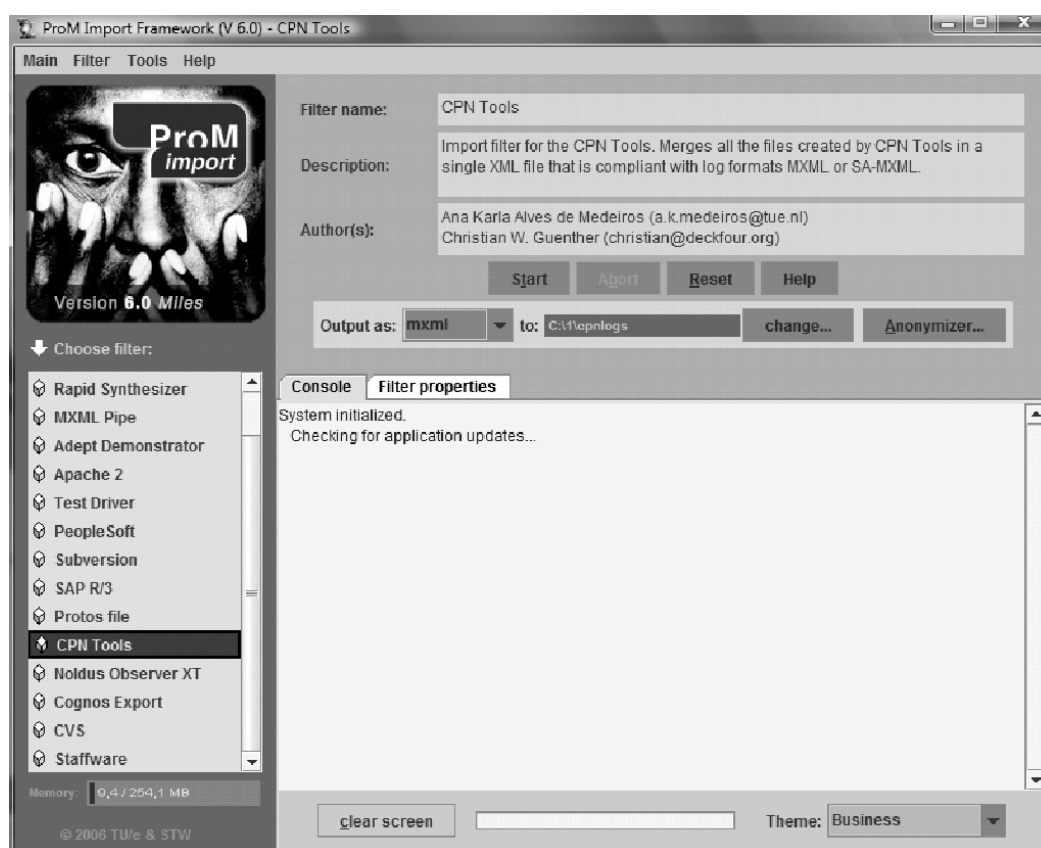 ProM Import Framework (V 6.0) - CPN Tools
Main Filter Tools Help
ProM
import
Version 6.0 Miles
Choose filter:
Rapid Synthesizer
MXML Pipe
Adept Demonstrator
Apache 2
Test Driver
PeopleSoft
Subversion
SAP R/3
Protos file
CPN Tools
Noldus Observer XT
Cognos Export
CVS
Staffware
Memory: 9,4 / 254,1 MB
© 2006 TU/e & STW
Filter name: CPN Tools
Description: Import filter for the CPN Tools. Merges all the files created by CPN Tools in a
single XML file that is compliant with log formats MXML or SA-MXML.
Author(s): Ana Karla Alves de Medeiros (a.k.medeiros@tue.nl)
Christian W. Guenther (christian@deckfour.org)
Start Abort Reset Help
Output as: mxml to: C:\1\cpnlogs change... Anonymizer...
Console Filter properties
System initialized.
Checking for application updates...
clear screen Theme: Business